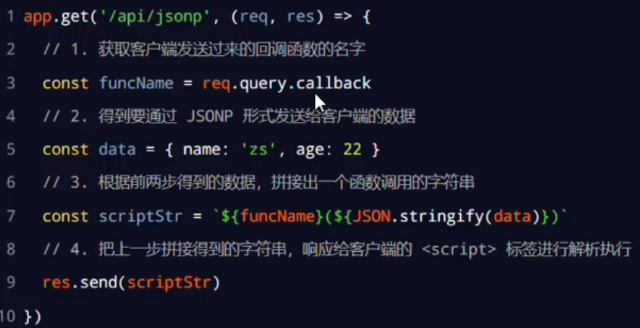 1 app.get('/api/jsonp', (req, res) => {
2 // 1. 获取客户端发送过来的回调函数的名字
3 const funcName = req.query.callback
4 // 2. 得到要通过 JSONP 形式发送给客户端的数据
5 const data = { name: 'zs', age: 22 }
6 // 3. 根据前两步得到的数据，拼接出一个函数调用的字符串
7 const scriptStr = `${funcName}(${JSON.stringify(data)})`
8 // 4. 把上一步拼接得到的字符串，响应给客户端的 <script> 标签进行解析执行
9 res.send(scriptStr)
10 })